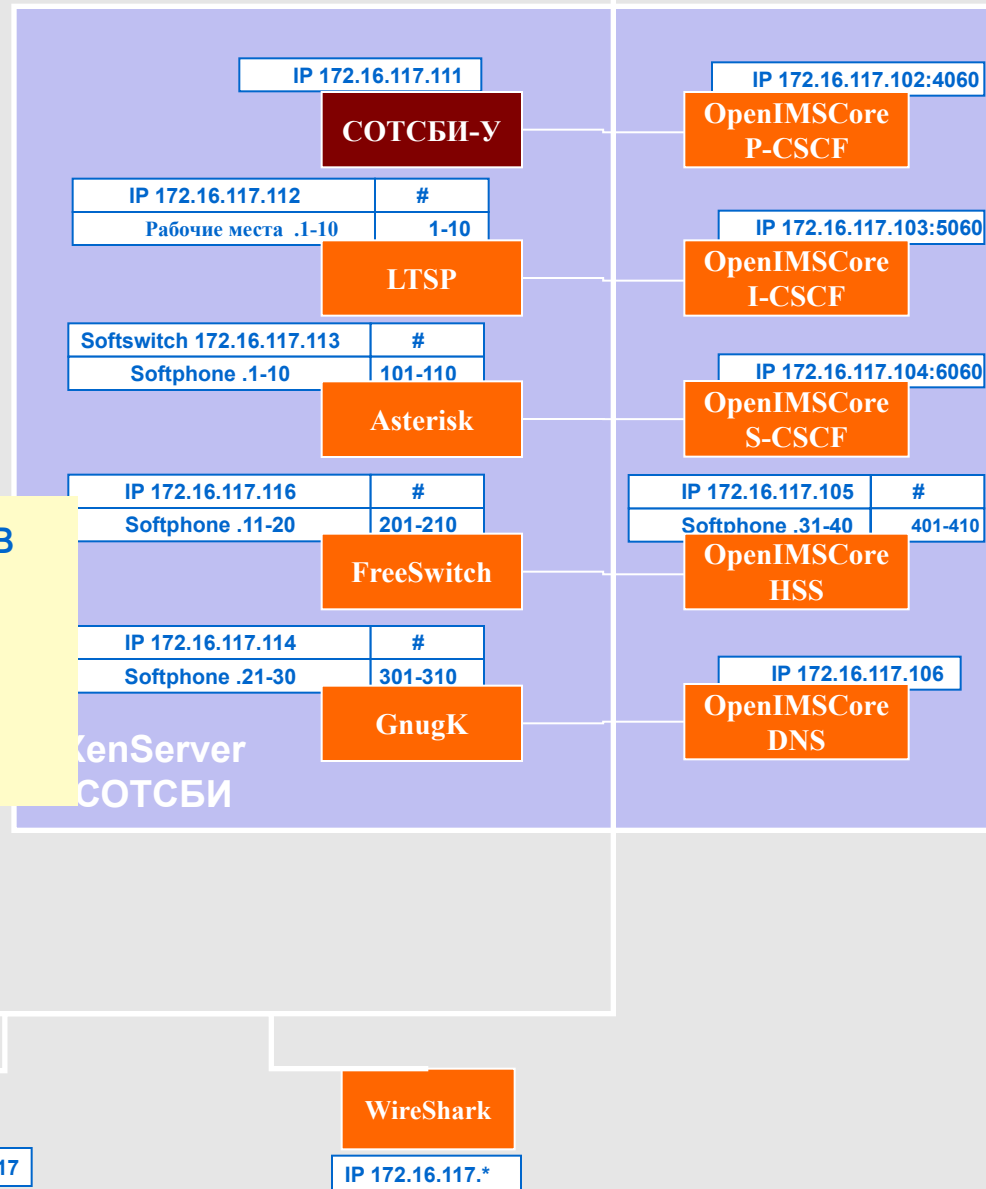 IP 172.16.117.111
СОТСБИ-У
IP 172.16.117.102:4060
OpenIMSCore
P-CSCF
IP 172.16.117.112 #
Рабочие места .1-10 1-10
LTSP
IP 172.16.117.103:5060
OpenIMSCore
I-CSCF
Softswitch 172.16.117.113 #
Softphone .1-10 101-110
Asterisk
IP 172.16.117.104:6060
OpenIMSCore
S-CSCF
IP 172.16.117.116 #
Softphone .11-20 201-210
FreeSwitch
IP 172.16.117.105 #
Softphone .31-40 401-410
OpenIMSCore
HSS
в
IP 172.16.117.114 #
Softphone .21-30 301-310
GnugK
IP 172.16.117.106
OpenIMSCore
DNS
XenServer
СОТСБИ
WireShark
IP 172.16.117.*
17